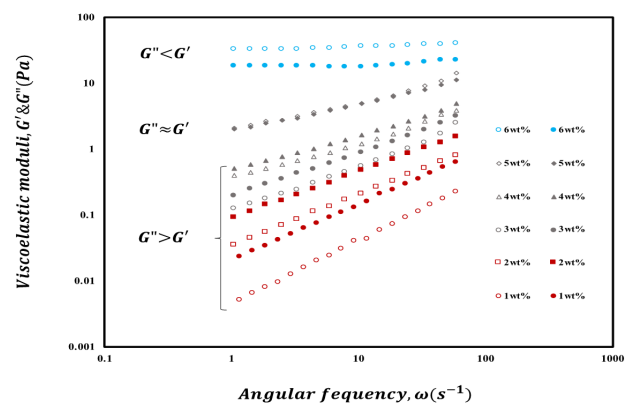 100
10
1
0.1
0.01
0.001
0.1
1
10
100
1000
Viscoelastic moduli, G′ & G″(Pa)
Angular fequency, ω(s⁻¹)
G"<G′
G"≈G′
G">G′
6wt% 6wt%
5wt% 5wt%
4wt% 4wt%
3wt% 3wt%
2wt% 2wt%
1wt% 1wt%